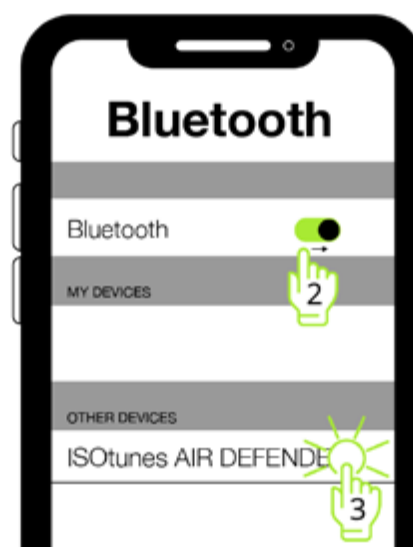 Bluetooth
Bluetooth
2
MY DEVICES
OTHER DEVICES
ISOtunes AIR DEFENDE
3